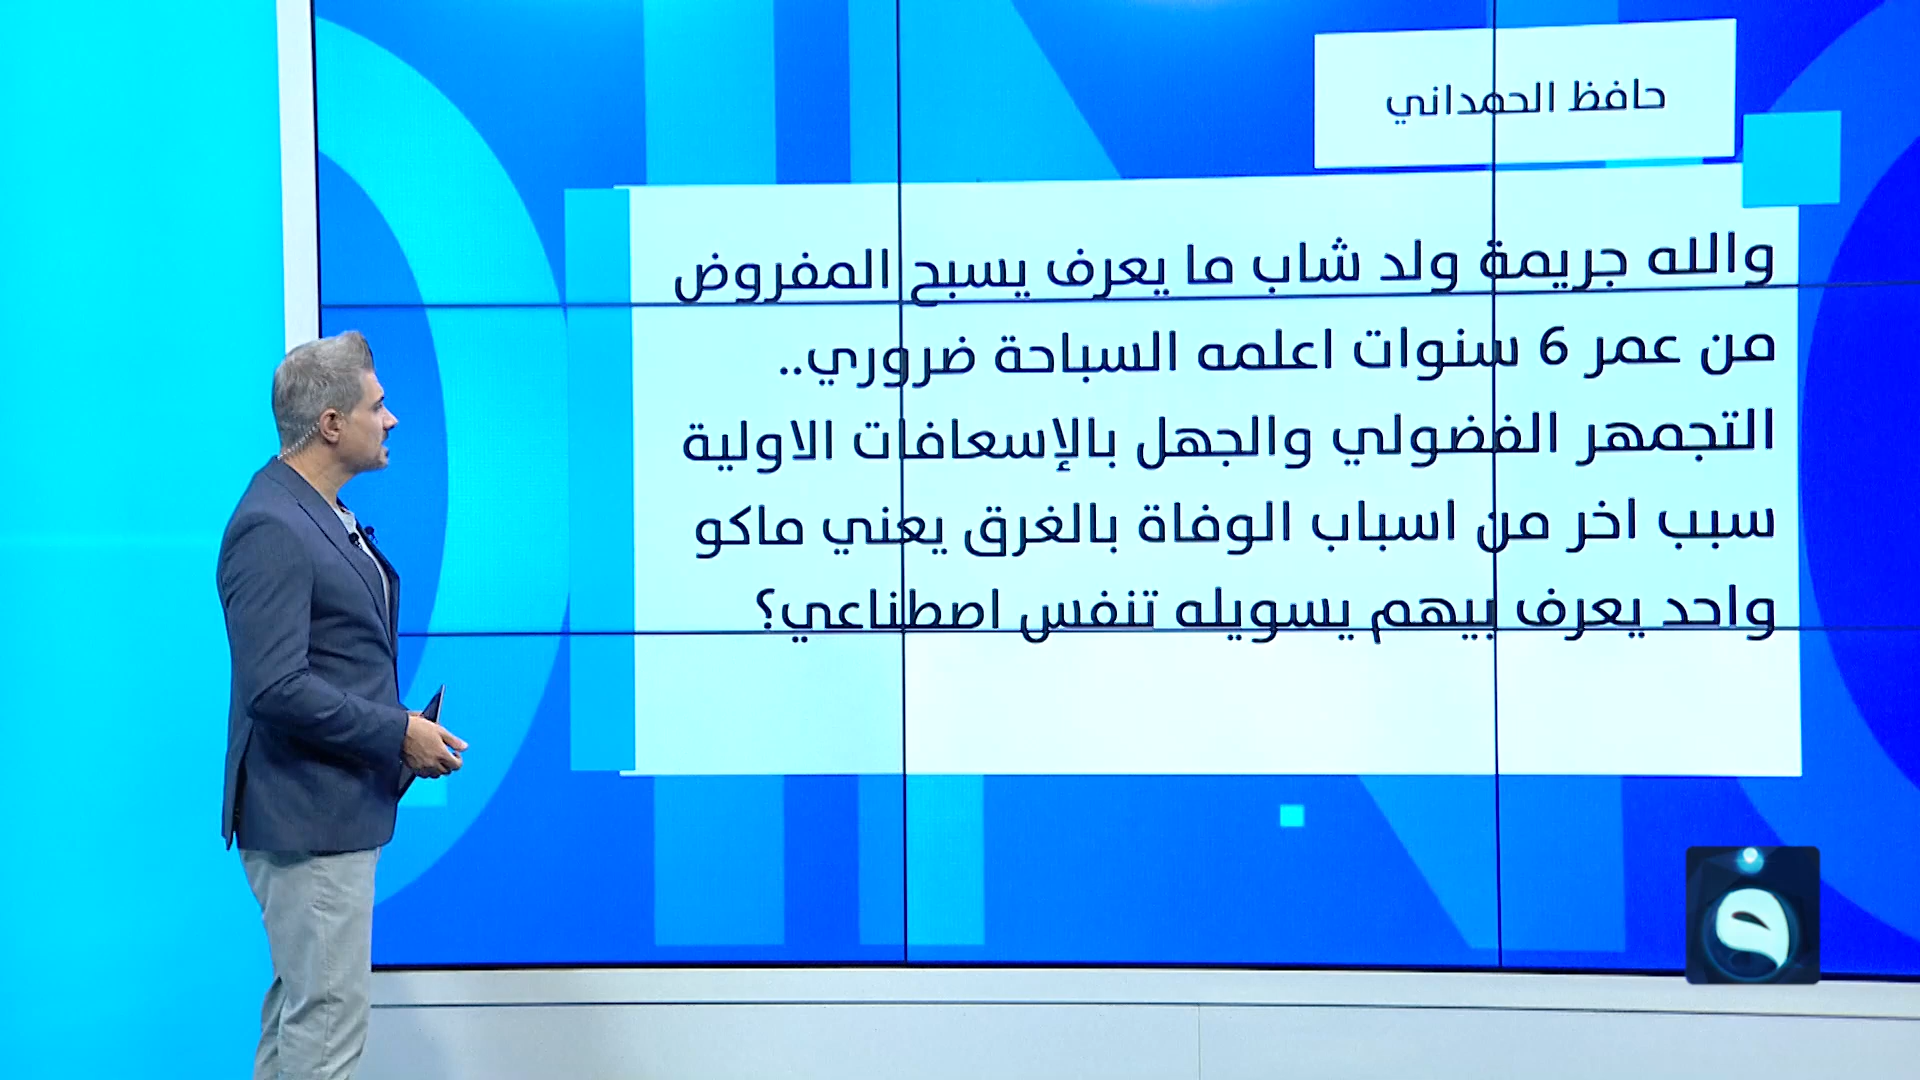 حافظ الحمداني
والله جريمة ولد شاب ما يعرف يسبح المفروض
من عمر 6 سنوات اعلمه السباحة ضروري..
التجمهر الفضولي والجهل بالإسعافات الاولية
سبب اخر من اسباب الوفاة بالغرق يعني ماكو
واحد يعرف بيهم يسويله تنفس اصطناعي؟